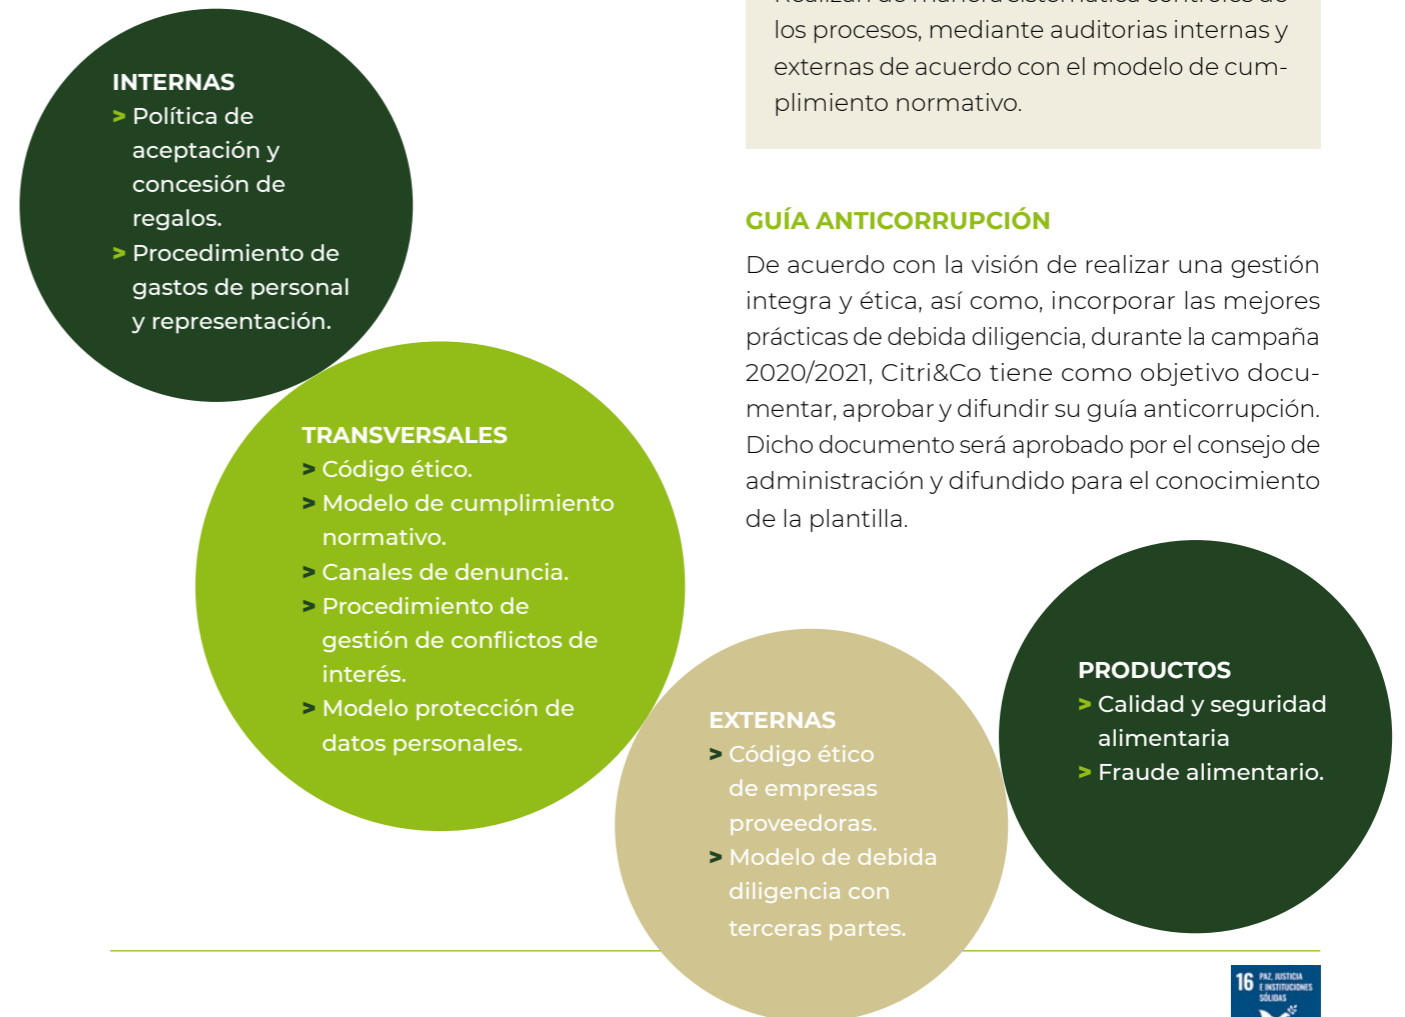 Realizan de manera sistemática controles de
los procesos, mediante auditorias internas y
externas de acuerdo con el modelo de cum-
plimiento normativo.
INTERNAS
> Política de
aceptación y
concesión de
regalos.
> Procedimiento de
gastos de personal
y representación.
GUÍA ANTICORRUPCIÓN
De acuerdo con la visión de realizar una gestión
integra y ética, así como, incorporar las mejores
prácticas de debida diligencia, durante la campaña
2020/2021, Citri&Co tiene como objetivo docu-
mentar, aprobar y difundir su guía anticorrupción.
Dicho documento será aprobado por el consejo de
administración y difundido para el conocimiento
de la plantilla.
TRANSVERSALES
> Código ético.
> Modelo de cumplimiento
normativo.
> Canales de denuncia.
> Procedimiento de
gestión de conflictos de
interés.
> Modelo protección de
datos personales.
EXTERNAS
> Código ético
de empresas
proveedoras.
> Modelo de debida
diligencia con
terceras partes.
PRODUCTOS
> Calidad y seguridad
alimentaria
> Fraude alimentario.
16 PAZ, JUSTICIA
E INSTITUCIONES
SÓLIDAS